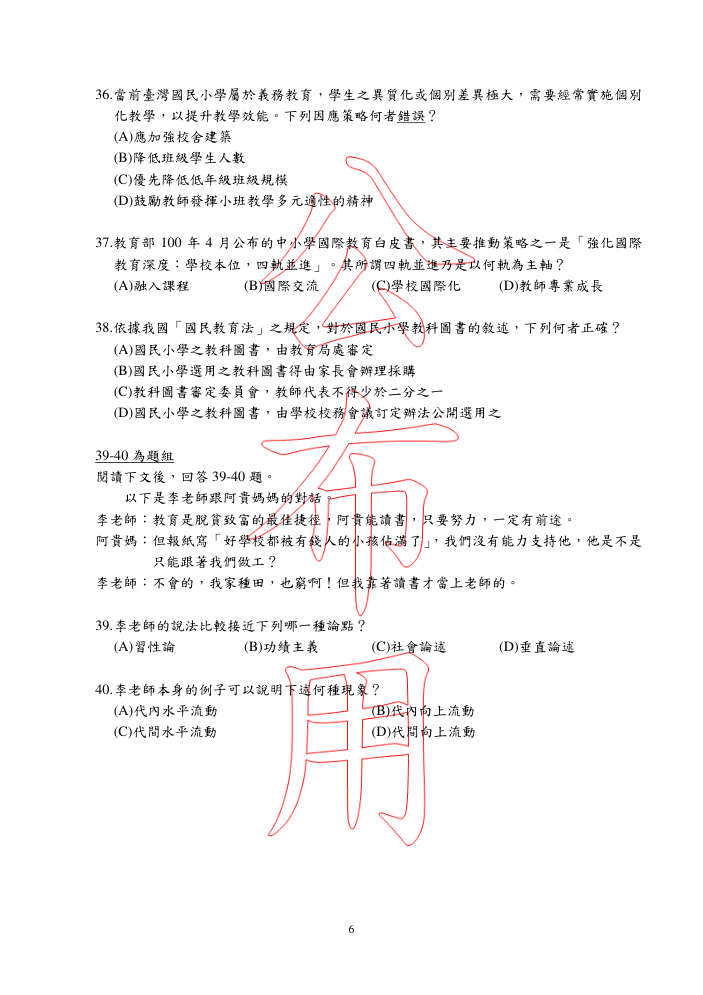 36.當前臺灣國民小學屬於義務教育，學生之異質化或個別差異極大，需要經常實施個別
化教學，以提升教學效能。下列因應策略何者錯誤？
(A)應加強校舍建築
(B)降低班級學生人數
(C)優先降低低年級班級規模
(D)鼓勵教師發揮小班教學多元適性的精神
37.教育部 100 年 4 月公布的中小學國際教育白皮書，其主要推動策略之一是「強化國際
教育深度：學校本位，四軌並進」。其所謂四軌並進乃是以何軌為主軸？
(A)融入課程 (B)國際交流 (C)學校國際化 (D)教師專業成長
38.依據我國「國民教育法」之規定，對於國民小學教科圖書的敘述，下列何者正確？
(A)國民小學之教科圖書，由教育局處審定
(B)國民小學選用之教科圖書得由家長會辦理採購
(C)教科圖書審定委員會，教師代表不得少於二分之一
(D)國民小學之教科圖書，由學校校務會議訂定辦法公開選用之
39-40 為題組
閱讀下文後，回答 39-40 題。
以下是李老師跟阿貴媽媽的對話。
李老師：教育是脫貧致富的最佳捷徑，阿貴能讀書，只要努力，一定有前途。
阿貴媽：但報紙寫「好學校都被有錢人的小孩佔滿了」，我們沒有能力支持他，他是不是
只能跟著我們做工？
李老師：不會的，我家種田，也窮啊！但我靠著讀書才當上老師的。
39.李老師的說法比較接近下列哪一種論點？
(A)習性論 (B)功績主義 (C)社會論述 (D)垂直論述
40.李老師本身的例子可以說明下述何種現象？
(A)代內水平流動 (B)代內向上流動
(C)代間水平流動 (D)代間向上流動
公布用
6